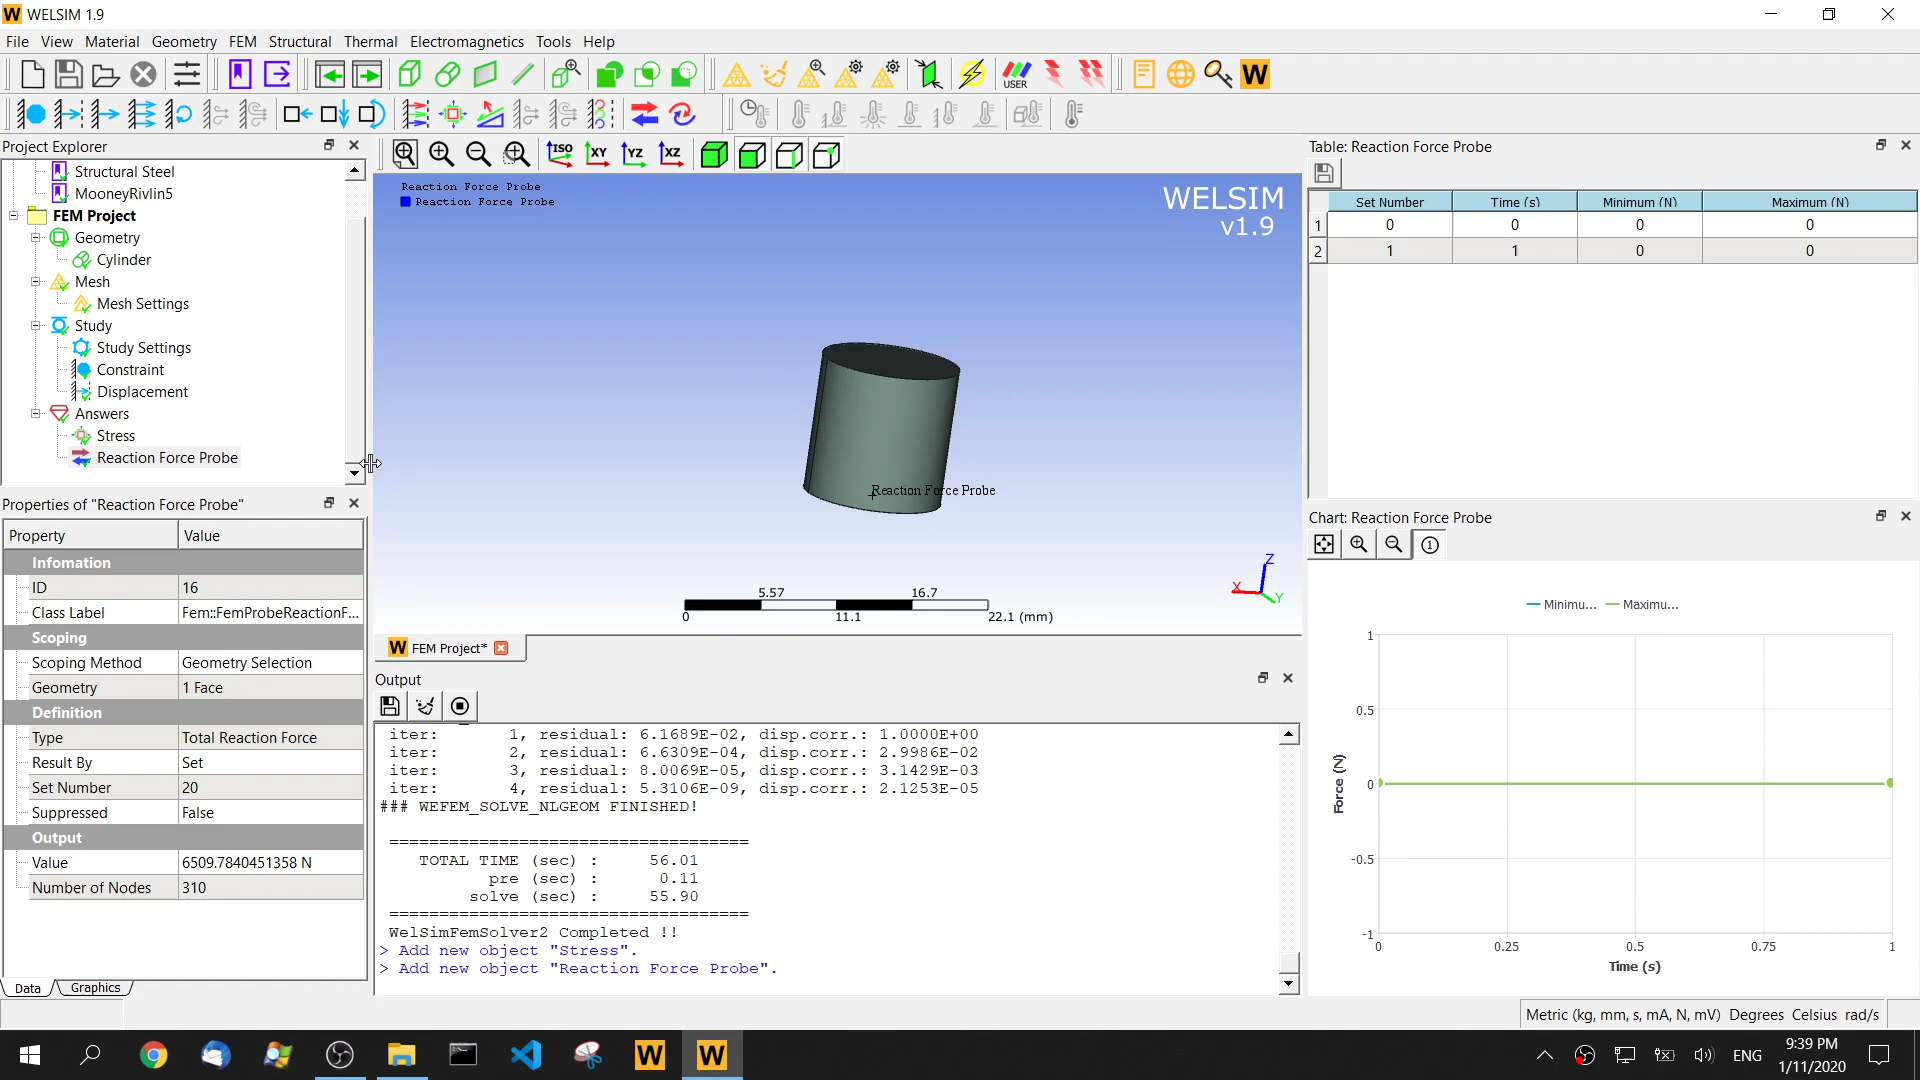 WELSIM 1.9
File View Material Geometry FEM Structural Thermal Electromagnetics Tools Help
USER
Project Explorer
Structural Steel
MooneyRivlin5
FEM Project
Geometry
Cylinder
Mesh
Mesh Settings
Study
Study Settings
Constraint
Displacement
Answers
Stress
Reaction Force Probe
Properties of "Reaction Force Probe"
Property Value
Infomation
ID 16
Class Label Fem::FemProbeReactionF...
Scoping
Scoping Method Geometry Selection
Geometry 1 Face
Definition
Type Total Reaction Force
Result By Set
Set Number 20
Suppressed False
Output
Value 6509.7840451358 N
Number of Nodes 310
Data Graphics
ISO XY YZ XZ
Reaction Force Probe
Reaction Force Probe
WELSIM
v1.9
Reaction Force Probe
Z
X
Y
5.57 16.7
0 11.1 22.1 (mm)
FEM Project*
Output
iter: 1, residual: 6.1689E-02, disp.corr.: 1.0000E+00
iter: 2, residual: 6.6309E-04, disp.corr.: 2.9986E-02
iter: 3, residual: 8.0069E-05, disp.corr.: 3.1429E-03
iter: 4, residual: 5.3106E-09, disp.corr.: 2.1253E-05
### WEFEM_SOLVE_NLGEOM FINISHED!
====================================
TOTAL TIME (sec) : 56.01
pre (sec) : 0.11
solve (sec) : 55.90
====================================
WelSimFemSolver2 Completed !!
> Add new object "Stress".
> Add new object "Reaction Force Probe".
Table: Reaction Force Probe
Set Number Time (s) Minimum (N) Maximum (N)
1 0 0 0 0
2 1 1 0 0
Chart: Reaction Force Probe
Minimu... Maximu...
1
0.5
0
-0.5
-1
Force (N)
0 0.25 0.5 0.75 1
Time (s)
Metric (kg, mm, s, mA, N, mV) Degrees Celsius rad/s
ENG
9:39 PM
1/11/2020